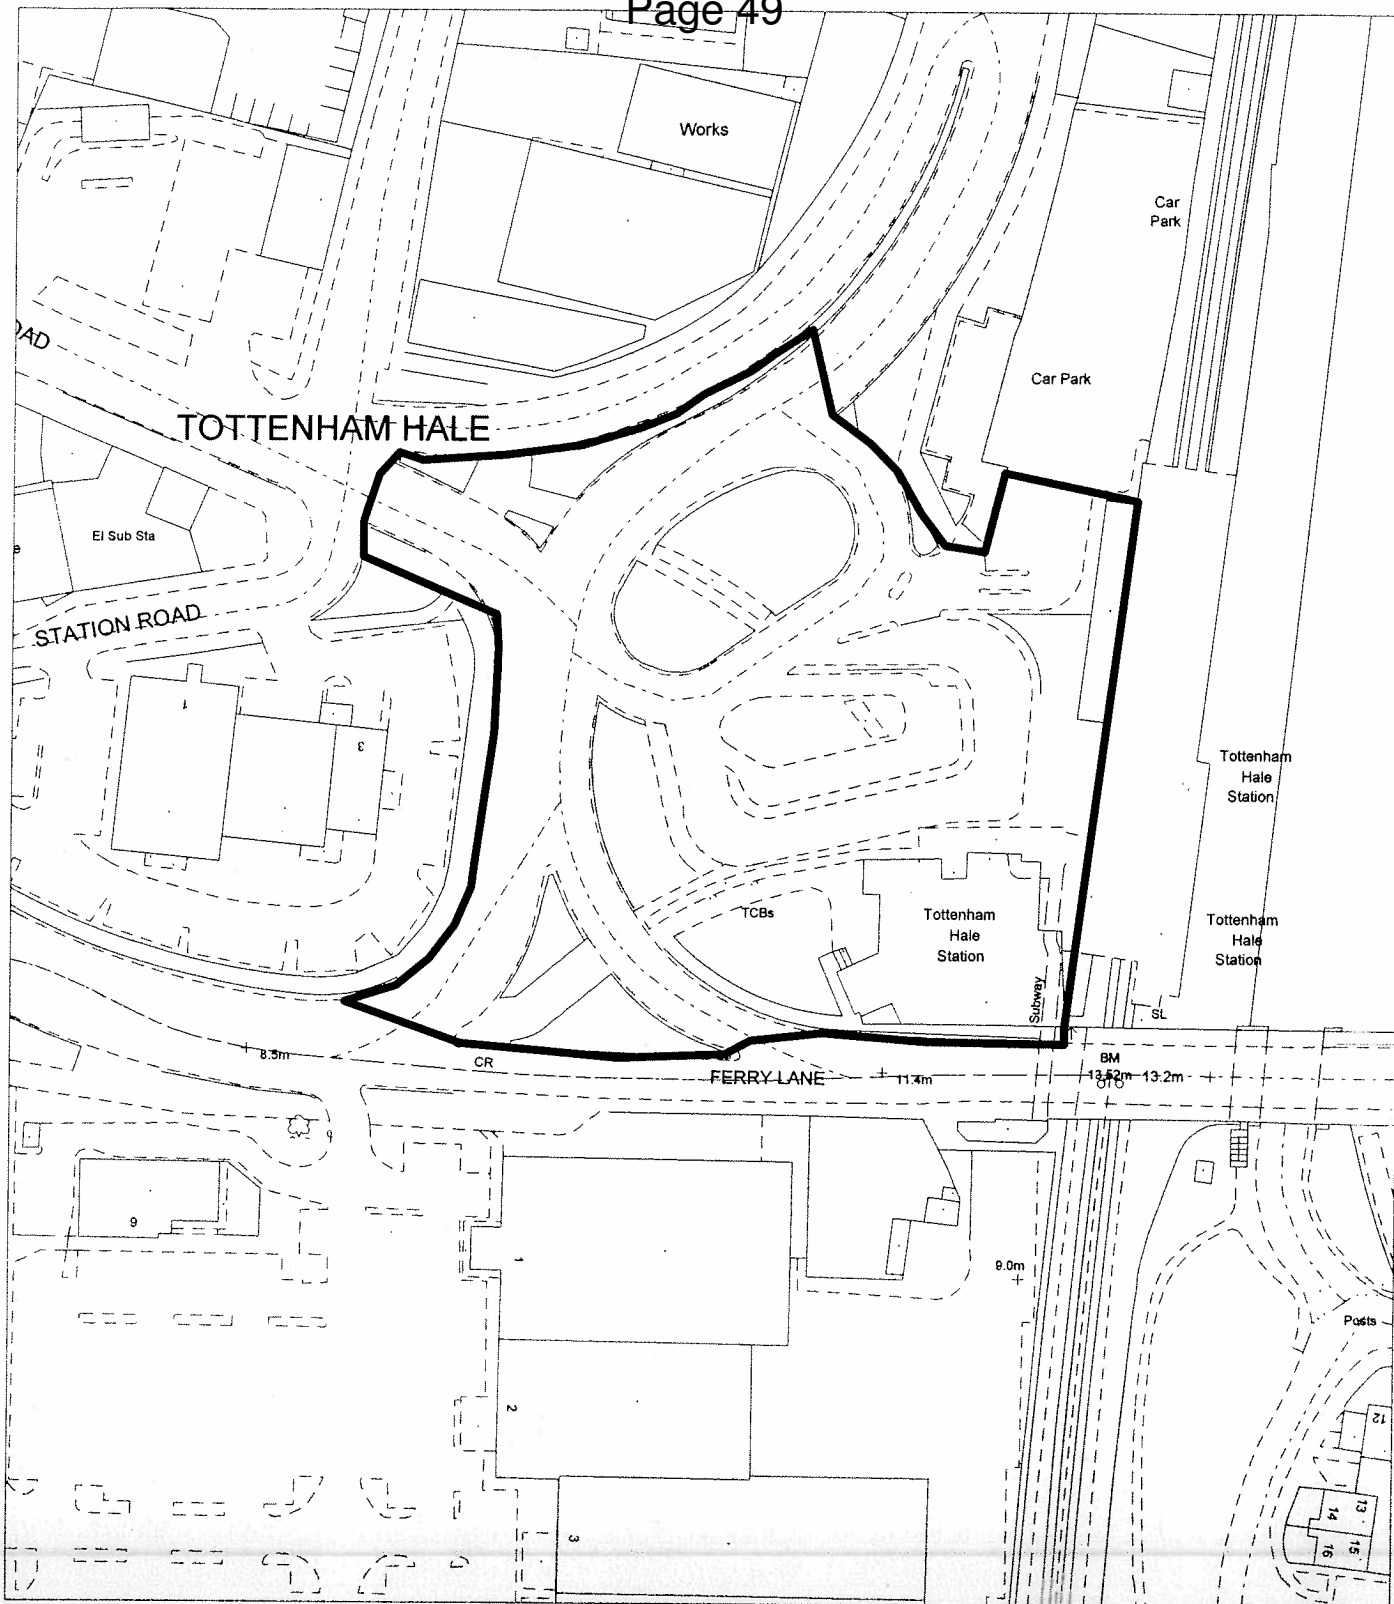 Page 49
Works
Car
Park
OAD
Car Park
TOTTENHAM HALE
El Sub Sta
e
STATION ROAD
1
3
Tottenham
Hale
Station
TCBs
Tottenham
Hale
Station
Tottenham
Hale
Station
Subway
SL
8.5m
CR
FERRY LANE
11.4m
BM
13.52m
13.2m
9
1
9.0m
Posts
2
12
13
14
15
16
3